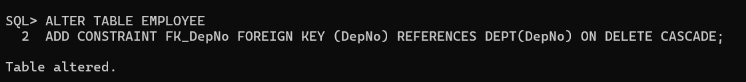 SQL> ALTER TABLE EMPLOYEE
2 ADD CONSTRAINT FK_DepNo FOREIGN KEY (DepNo) REFERENCES DEPT(DepNo) ON DELETE CASCADE;
Table altered.